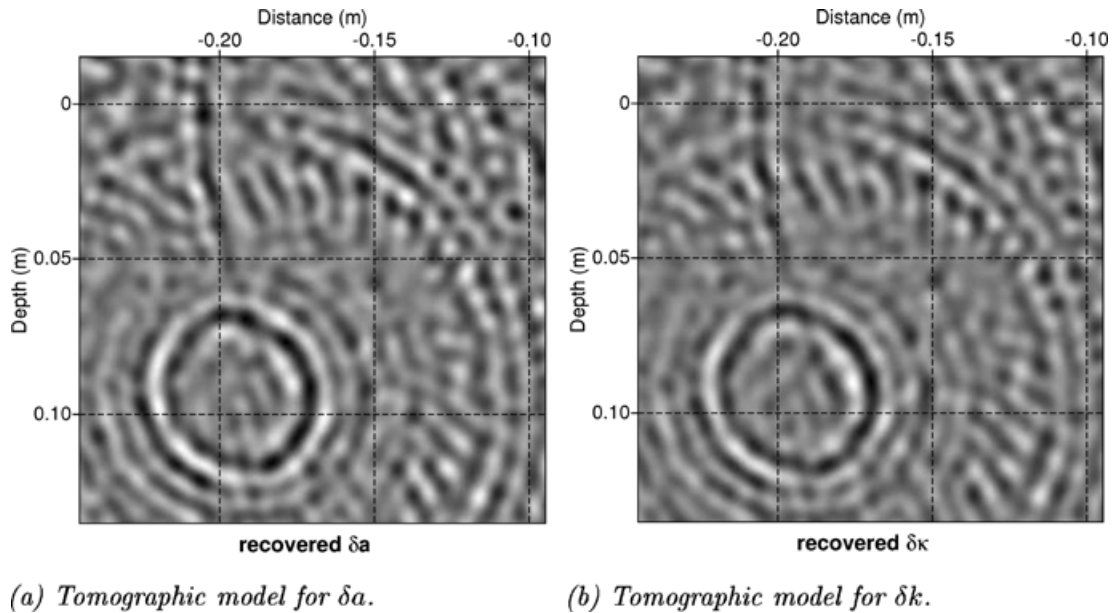 Distance (m)
-0.20 -0.15 -0.10
Depth (m)
0
0.05
0.10
recovered δa
(a) Tomographic model for δa.
Distance (m)
-0.20 -0.15 -0.10
Depth (m)
0
0.05
0.10
recovered δκ
(b) Tomographic model for δk.